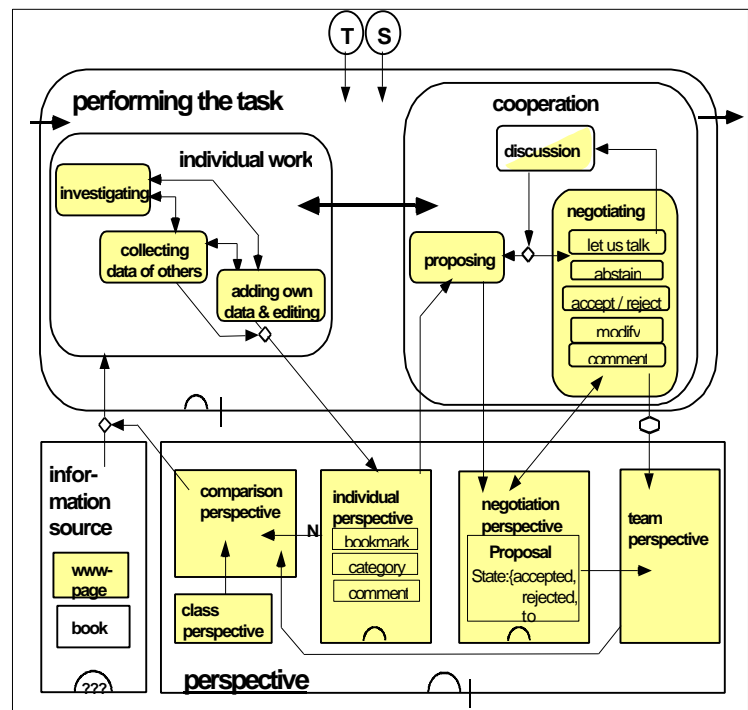 T S
performing the task
cooperation
individual work
investigating
collecting
data of others
adding own
data & editing
discussion
negotiating
let us talk
abstain
accept / reject
modify
comment
proposing
infor-
mation
source
www-
page
book
???
comparison
perspective
class
perspective
N
individual
perspective
bookmark
category
comment
negotiation
perspective
Proposal
State:{accepted,
rejected,
to
team
perspective
perspective